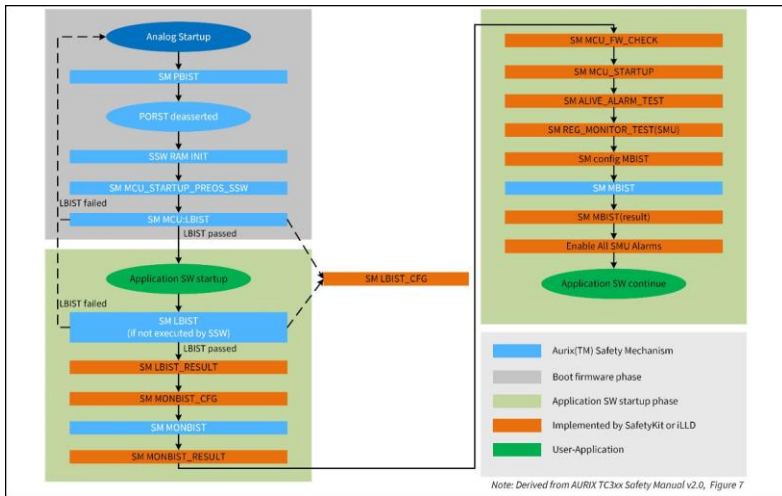 Analog Startup
SM PBIST
PORST deasserted
SSW RAM INIT
SM MCU_STARTUP_PREOS_SSW
LBIST failed
SM MCU:LBIST
LBIST passed
Application SW startup
SM LBIST_CFG
LBIST failed
SM LBIST
(if not executed by SSW)
LBIST passed
SM LBIST_RESULT
SM MONBIST_CFG
SM MONBIST
SM MONBIST_RESULT
SM MCU_FW_CHECK
SM MCU_STARTUP
SM ALIVE_ALARM_TEST
SM REG_MONITOR_TEST(SMU)
SM config MBIST
SM MBIST
SM MBIST(result)
Enable All SMU Alarms
Application SW continue
Aurix(TM) Safety Mechanism
Boot firmware phase
Application SW startup phase
Implemented by SafetyKit or iLLD
User-Application
Note: Derived from AURIX TC3xx Safety Manual v2.0, Figure 7